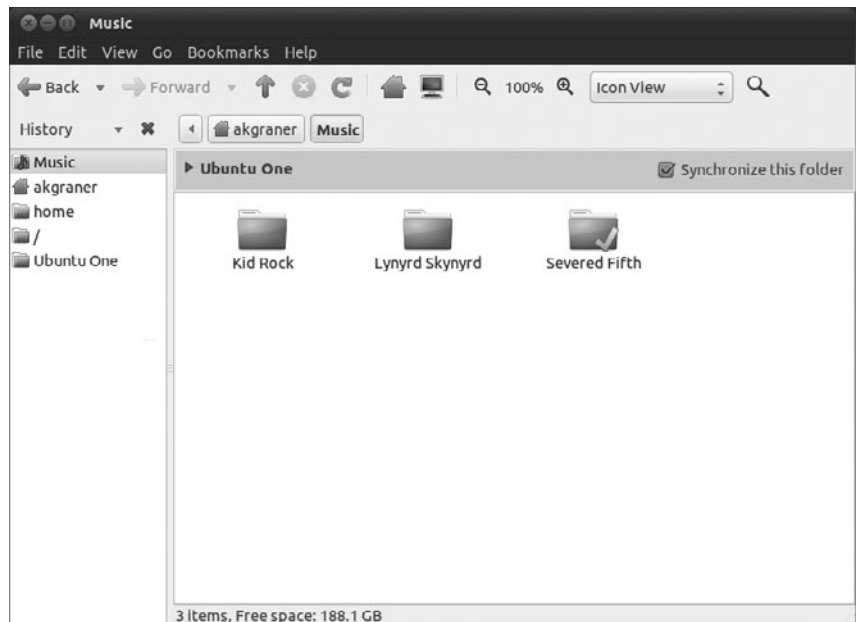 Music
File Edit View Go Bookmarks Help
Back Forward 100% Icon View
History akgraner Music
Music
akgraner
home
/
Ubuntu One
Ubuntu One Synchronize this folder
Kid Rock Lynyrd Skynyrd Severed Fifth
3 items, Free space: 188.1 GB